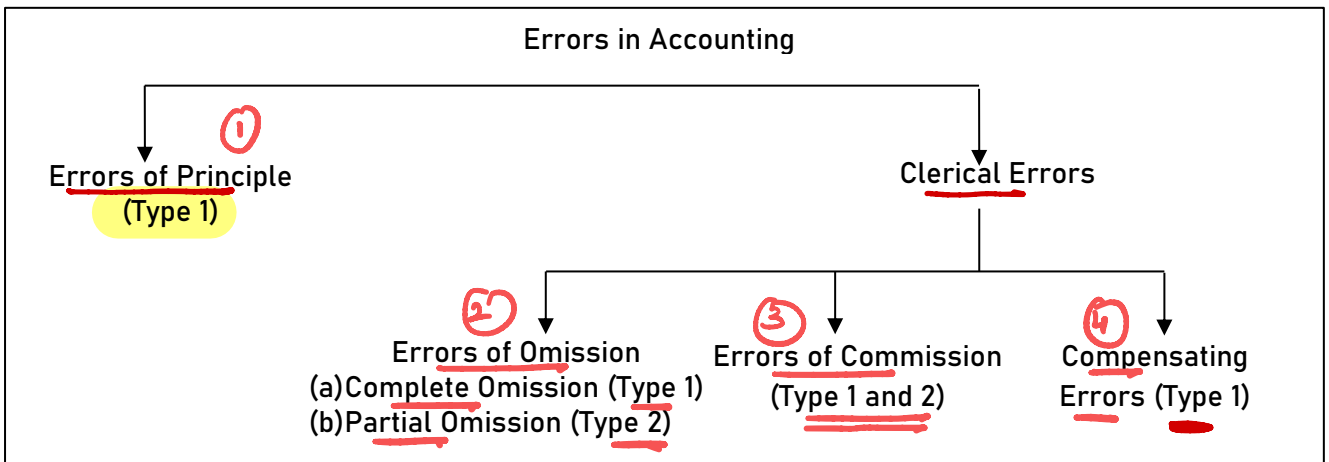 Errors in Accounting
1
Errors of Principle
(Type 1)
Clerical Errors
2
Errors of Omission
(a)Complete Omission (Type 1)
(b)Partial Omission (Type 2)
3
Errors of Commission
(Type 1 and 2)
4
Compensating
Errors (Type 1)